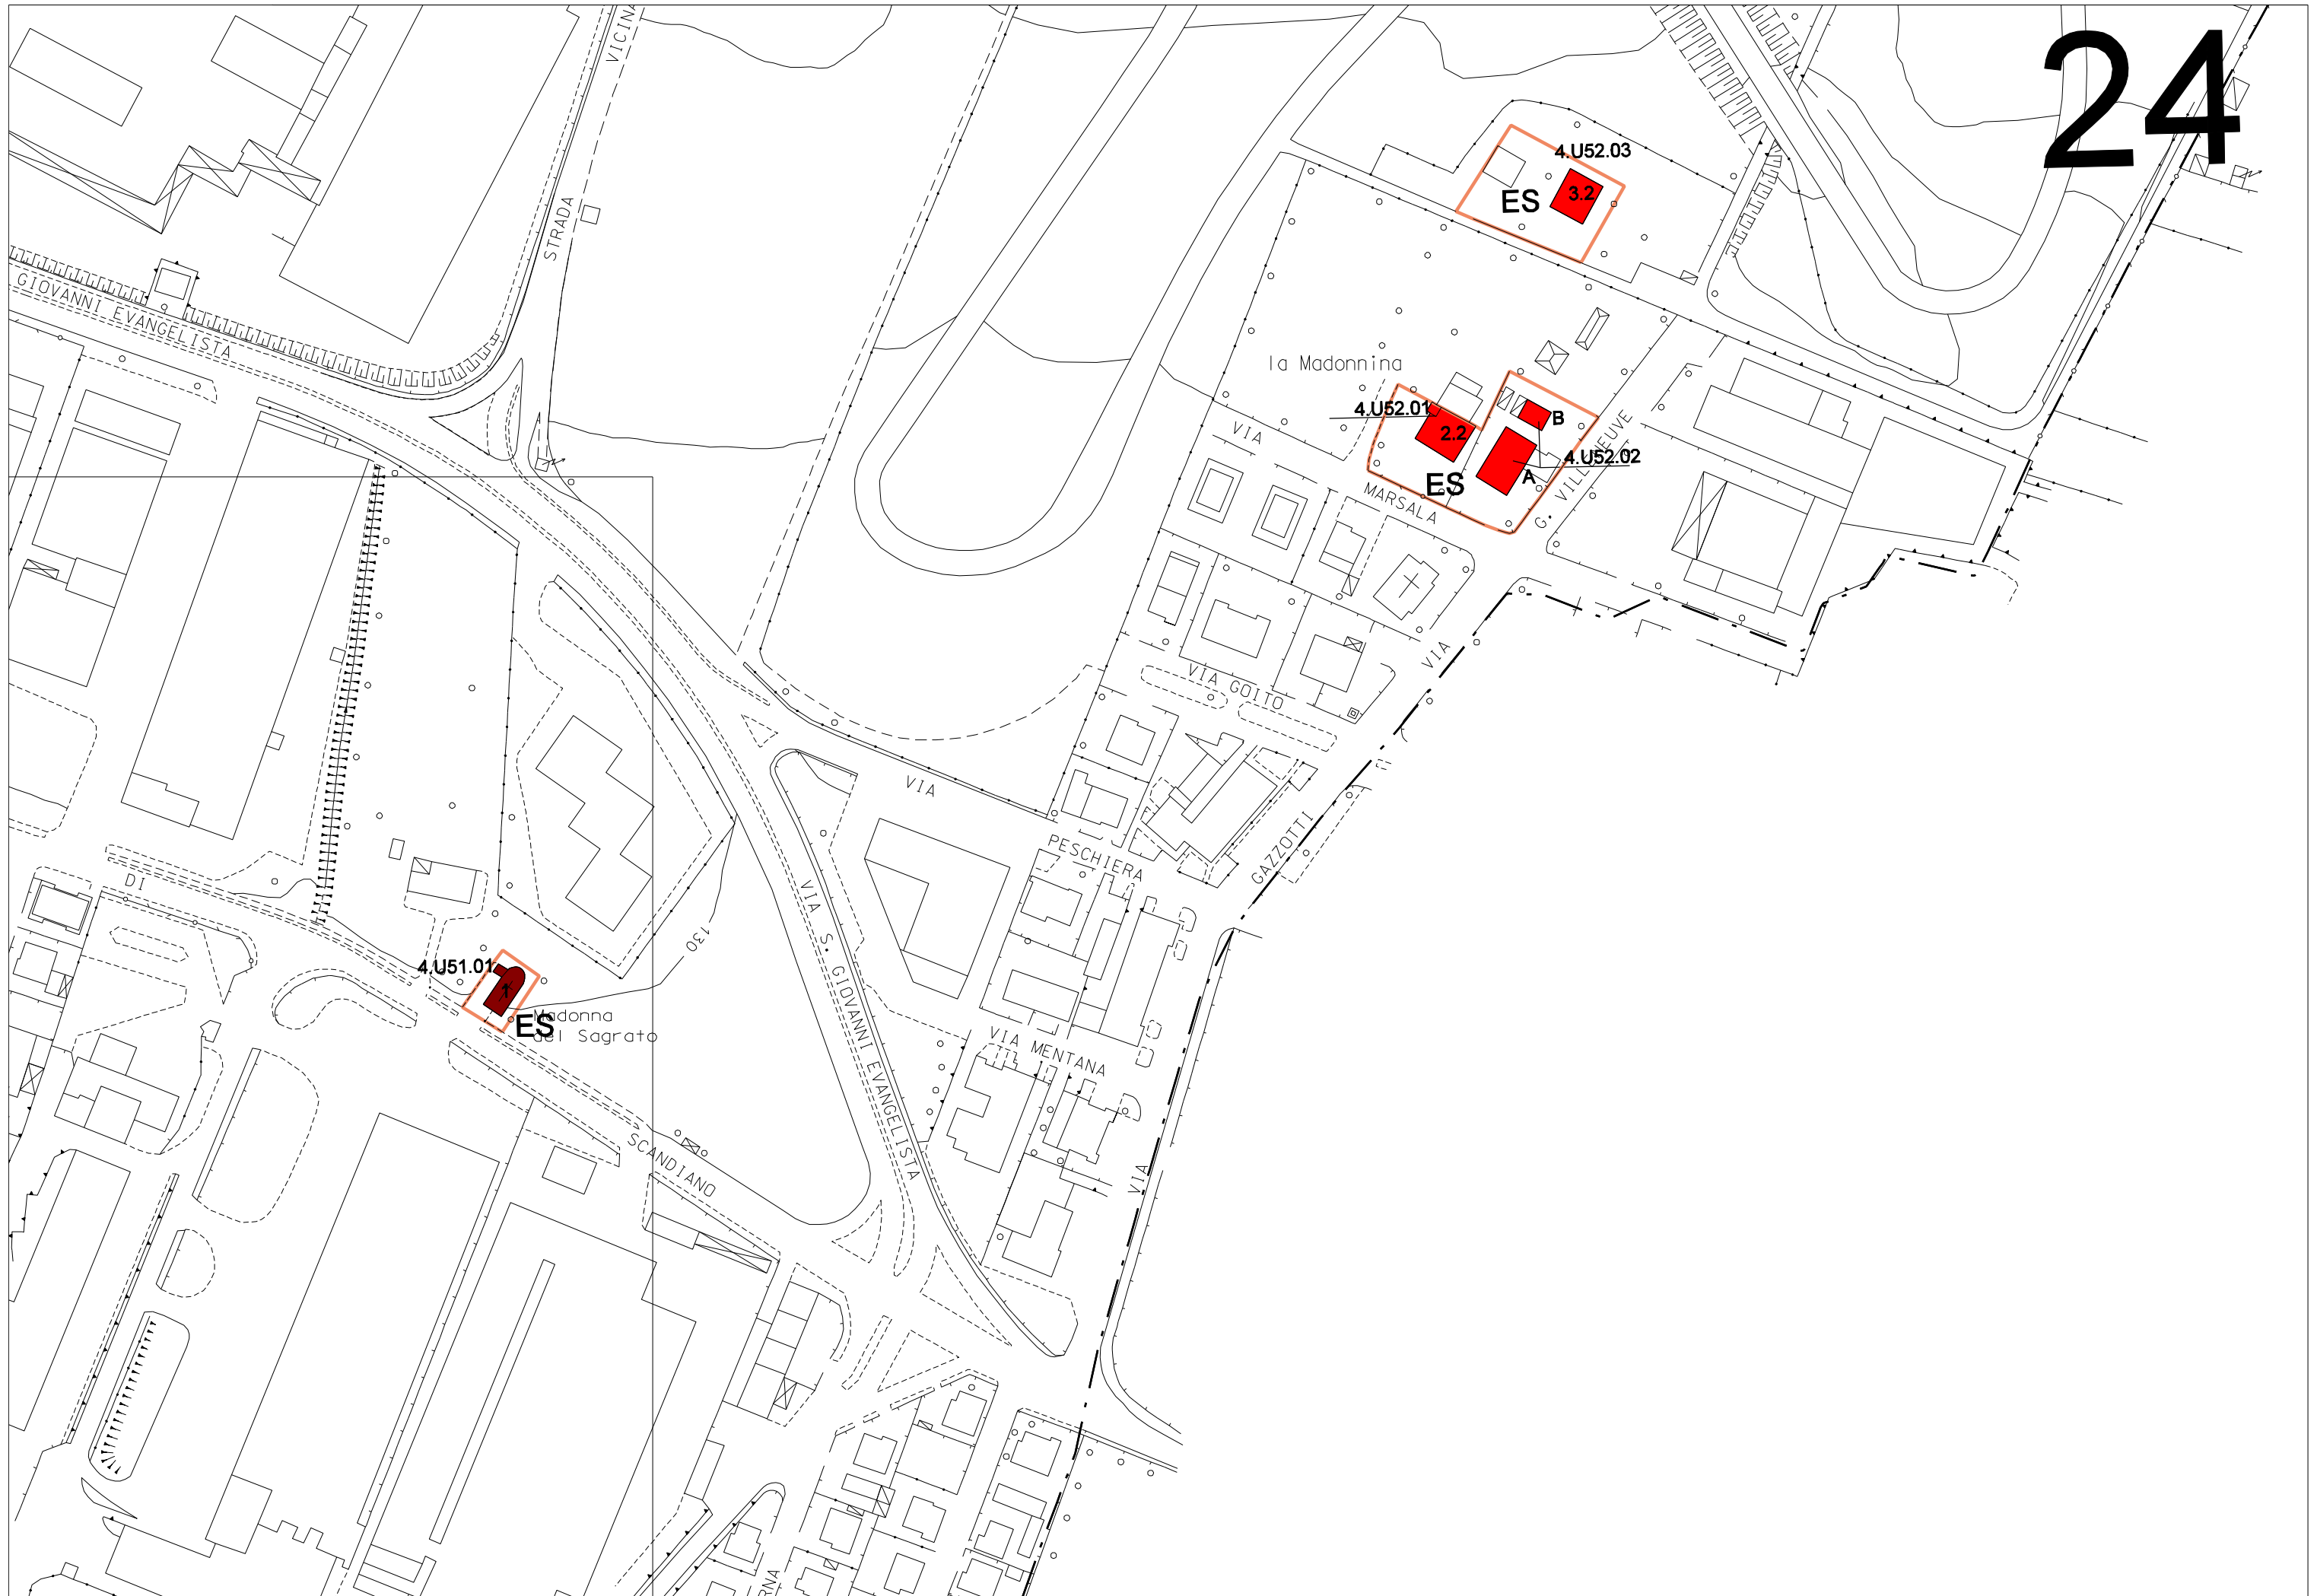 24
VICINA
STRADA
GIOVANNI EVANGELISTA
4.U52.03
3.2
ES
la Madonnina
4.U52.01
2.2
B
4.U52.02
A
ES
VIA
MARSALA
G. VILLENEUVE
VIA
VIA GOITO
VIA
PESCHIERA
GAZZOTTI
DI
VIA S. GIOVANNI EVANGELISTA
130
4.U51.01
1
ES
Madonna
del Sagrato
VIA MENTANA
SCANDIANO
VIA
RNA